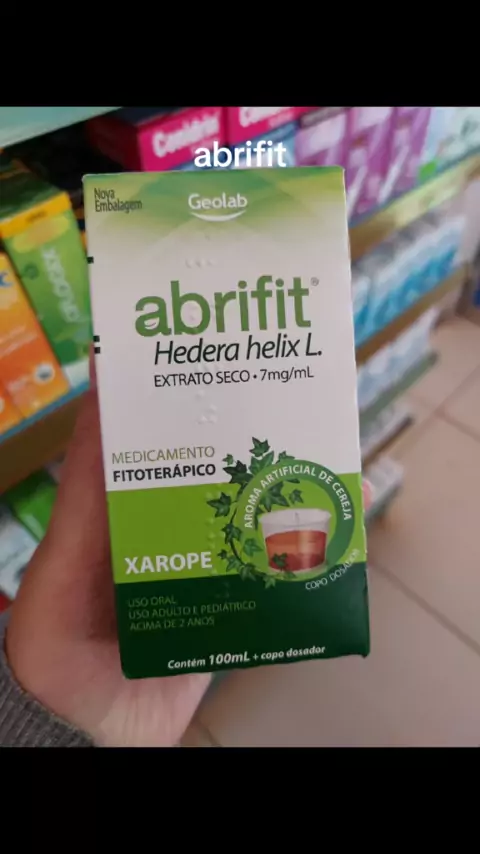 abrifit
Nova
Embalagem
Geolab
abrifit®
Hedera helix L.
EXTRATO SECO • 7mg/mL
MEDICAMENTO
FITOTERÁPICO
AROMA ARTIFICIAL DE CEREJA
COPO DOSADOR
XAROPE
USO ORAL
USO ADULTO E PEDIÁTRICO
ACIMA DE 2 ANOS
Contém 100mL + copo dosador